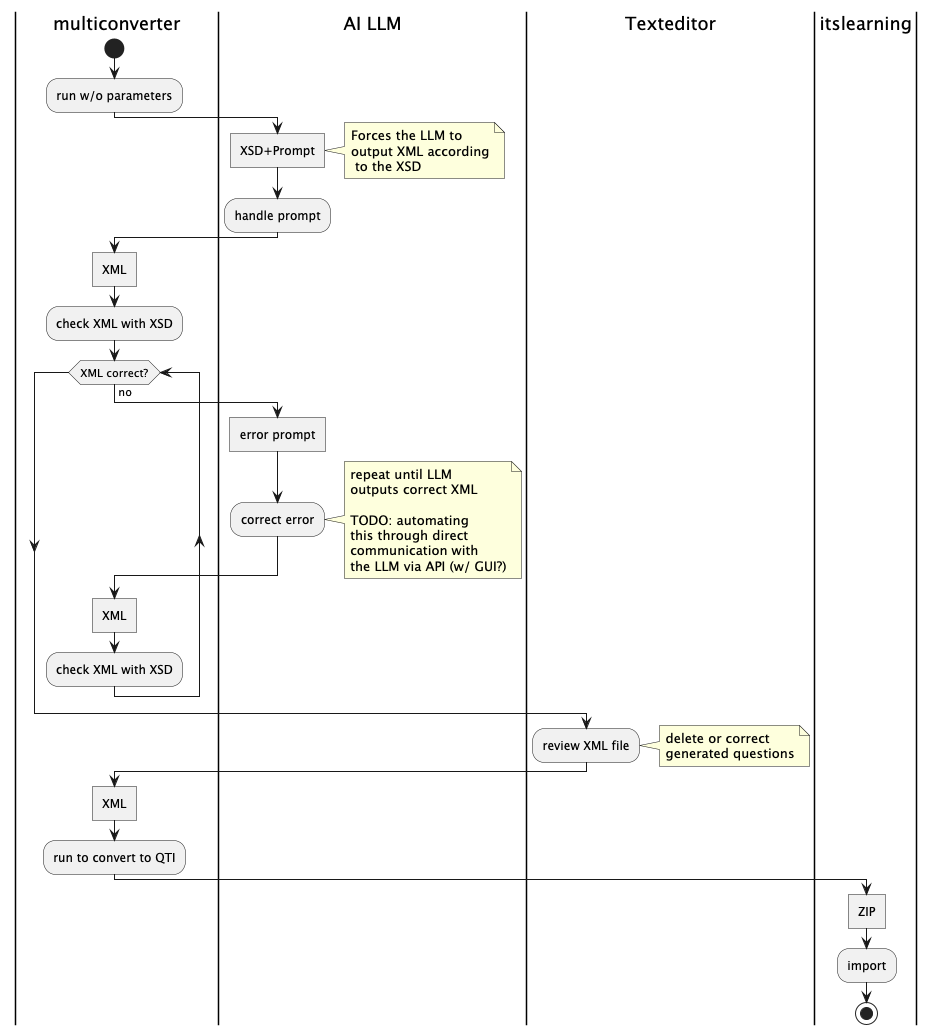 multiconverter
AI LLM
Texteditor
itslearning
run w/o parameters
XSD+Prompt
Forces the LLM to
output XML according
to the XSD
handle prompt
XML
check XML with XSD
XML correct?
no
error prompt
correct error
repeat until LLM
outputs correct XML
TODO: automating
this through direct
communication with
the LLM via API (w/ GUI?)
XML
check XML with XSD
review XML file
delete or correct
generated questions
XML
run to convert to QTI
ZIP
import